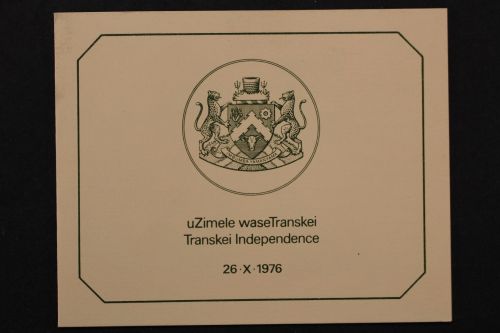 uZimele waseTranskei
Transkei Independence
26·X·1976